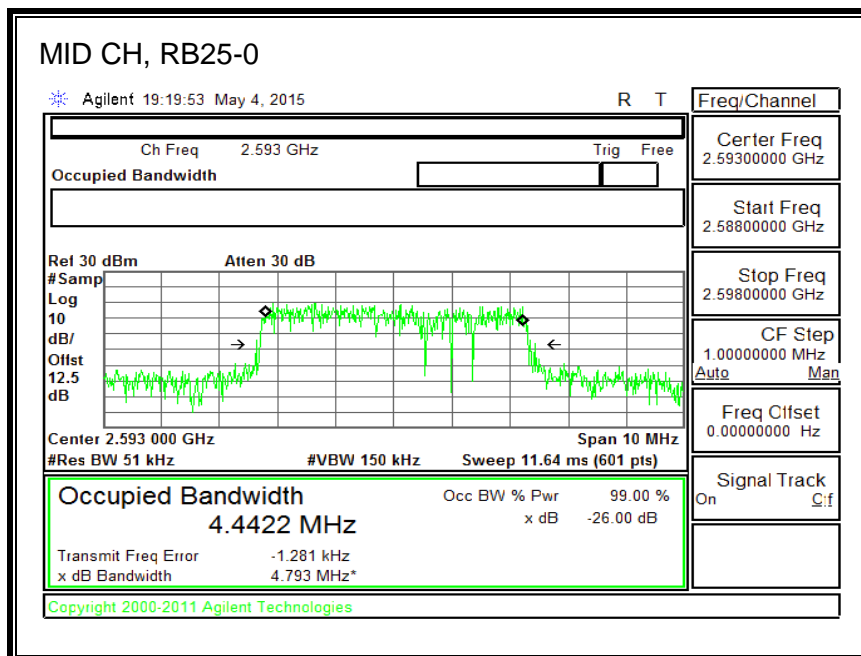 MID CH, RB25-0
Agilent 19:19:53 May 4, 2015 R T
Freq/Channel
Ch Freq 2.593 GHz Trig Free
Occupied Bandwidth
Center Freq
2.59300000 GHz
Start Freq
2.58800000 GHz
Stop Freq
2.59800000 GHz
CF Step
1.00000000 MHz
Auto Man
Freq Offset
0.00000000 Hz
Signal Track
On Off
Ref 30 dBm Atten 30 dB
#Samp
Log
10
dB/
Offst
12.5
dB
Center 2.593 000 GHz Span 10 MHz
#Res BW 51 kHz #VBW 150 kHz Sweep 11.64 ms (601 pts)
Occupied Bandwidth
4.4422 MHz
Occ BW % Pwr 99.00 %
x dB -26.00 dB
Transmit Freq Error -1.281 kHz
x dB Bandwidth 4.793 MHz*
Copyright 2000-2011 Agilent Technologies